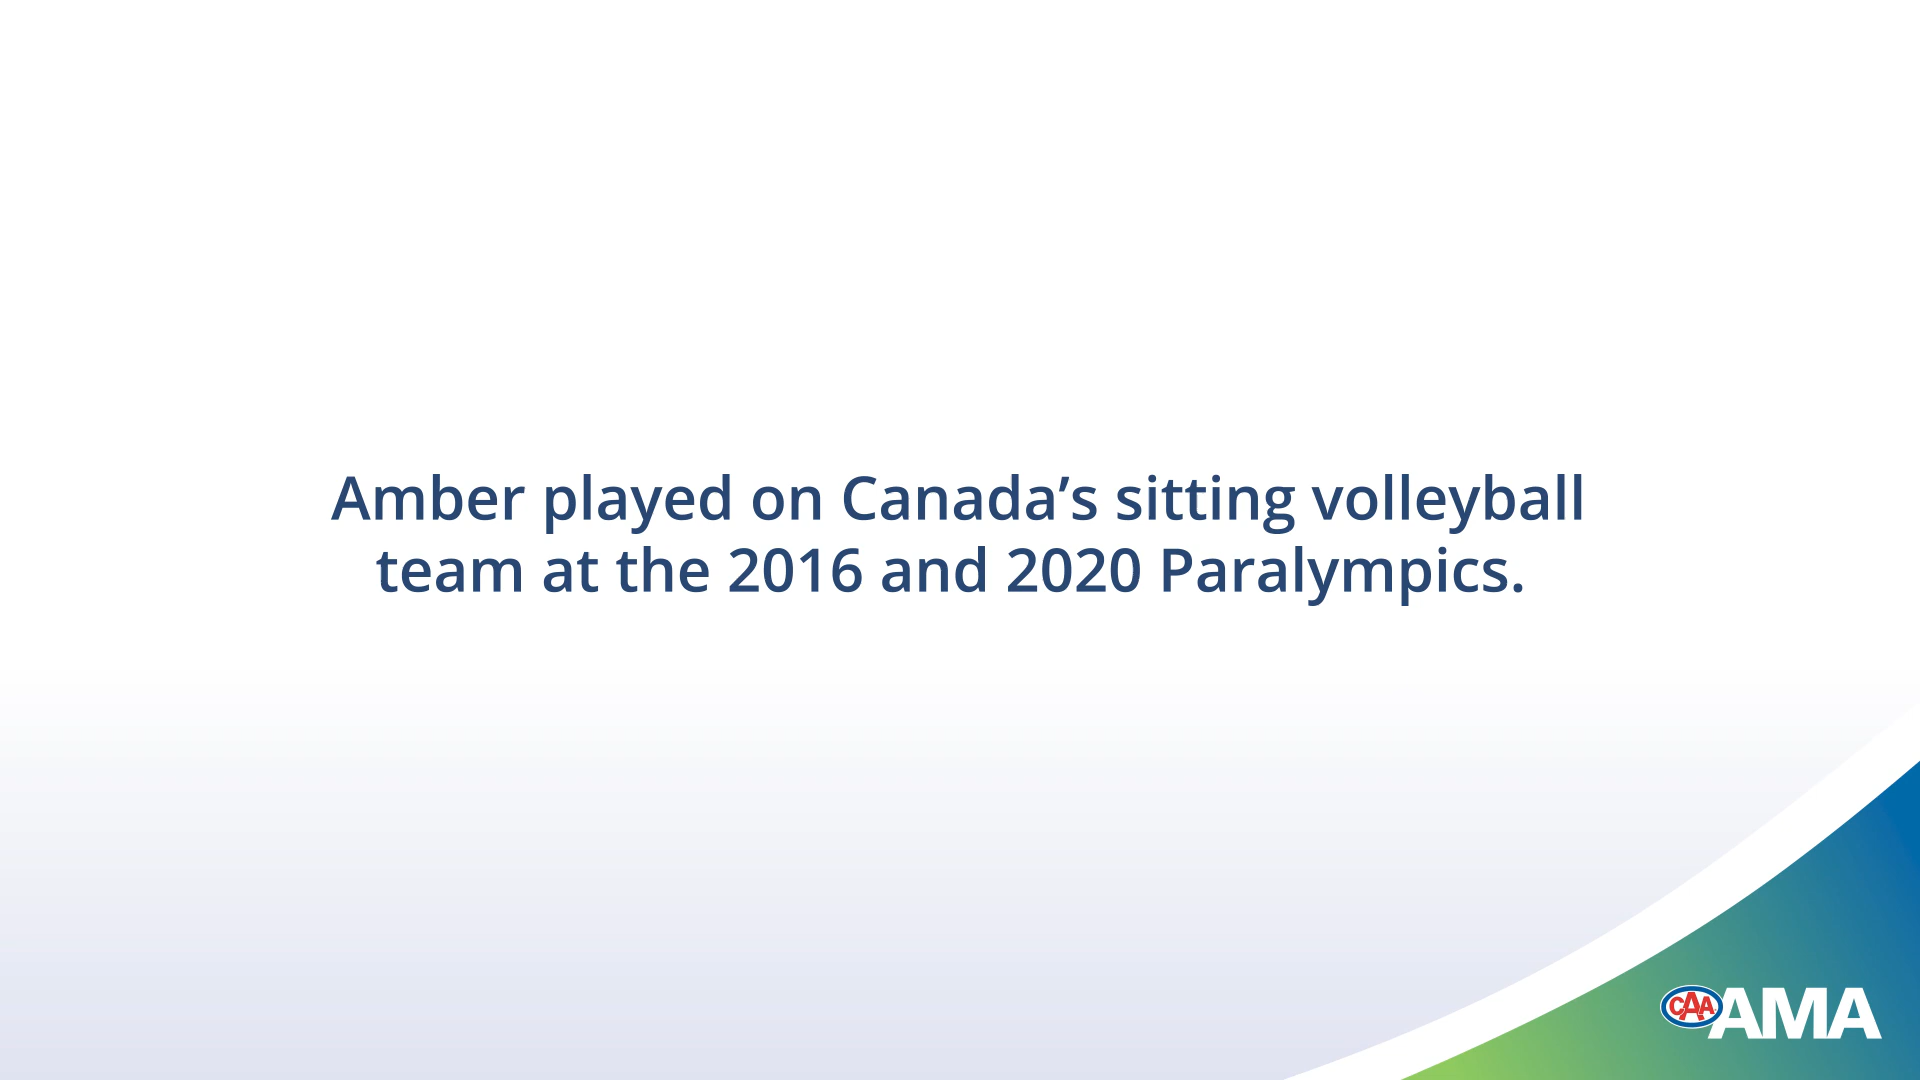 Amber played on Canada’s sitting volleyball
team at the 2016 and 2020 Paralympics.
CAA AMA